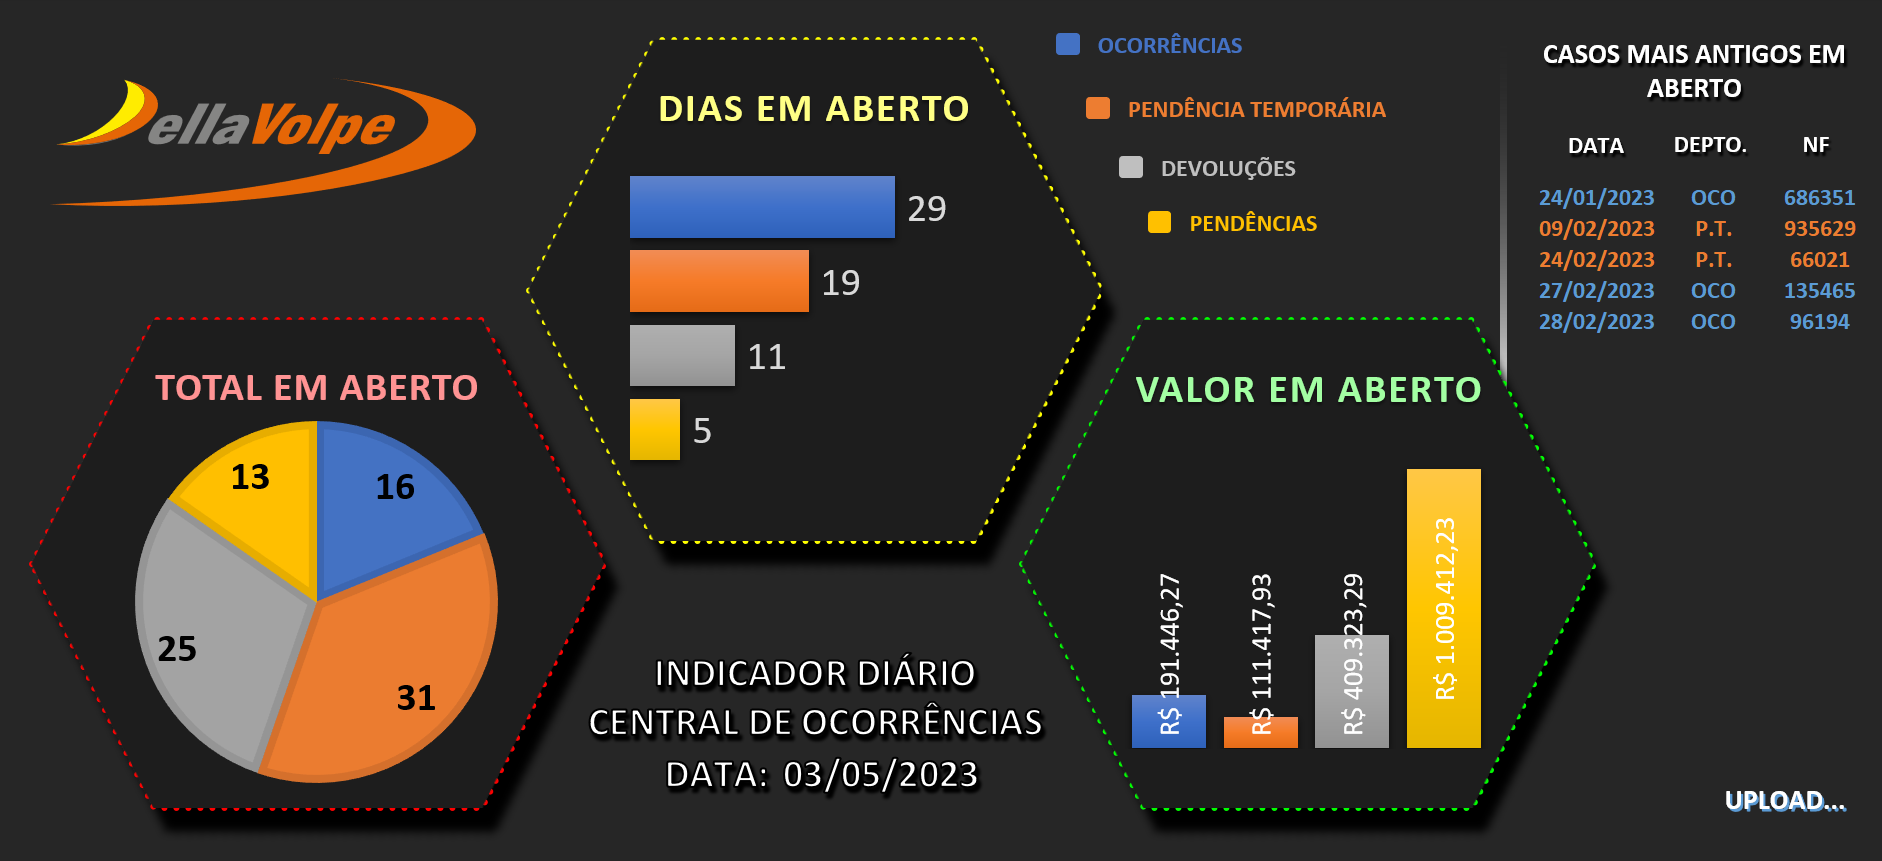 DellaVolpe
DIAS EM ABERTO
29
19
11
5
OCORRÊNCIAS
PENDÊNCIA TEMPORÁRIA
DEVOLUÇÕES
PENDÊNCIAS
CASOS MAIS ANTIGOS EM
ABERTO
DATA DEPTO. NF
24/01/2023 OCO 686351
09/02/2023 P.T. 935629
24/02/2023 P.T. 66021
27/02/2023 OCO 135465
28/02/2023 OCO 96194
TOTAL EM ABERTO
13
16
25
31
INDICADOR DIÁRIO
CENTRAL DE OCORRÊNCIAS
DATA: 03/05/2023
VALOR EM ABERTO
R$ 191.446,27
R$ 111.417,93
R$ 409.323,29
R$ 1.009.412,23
UPLOAD...